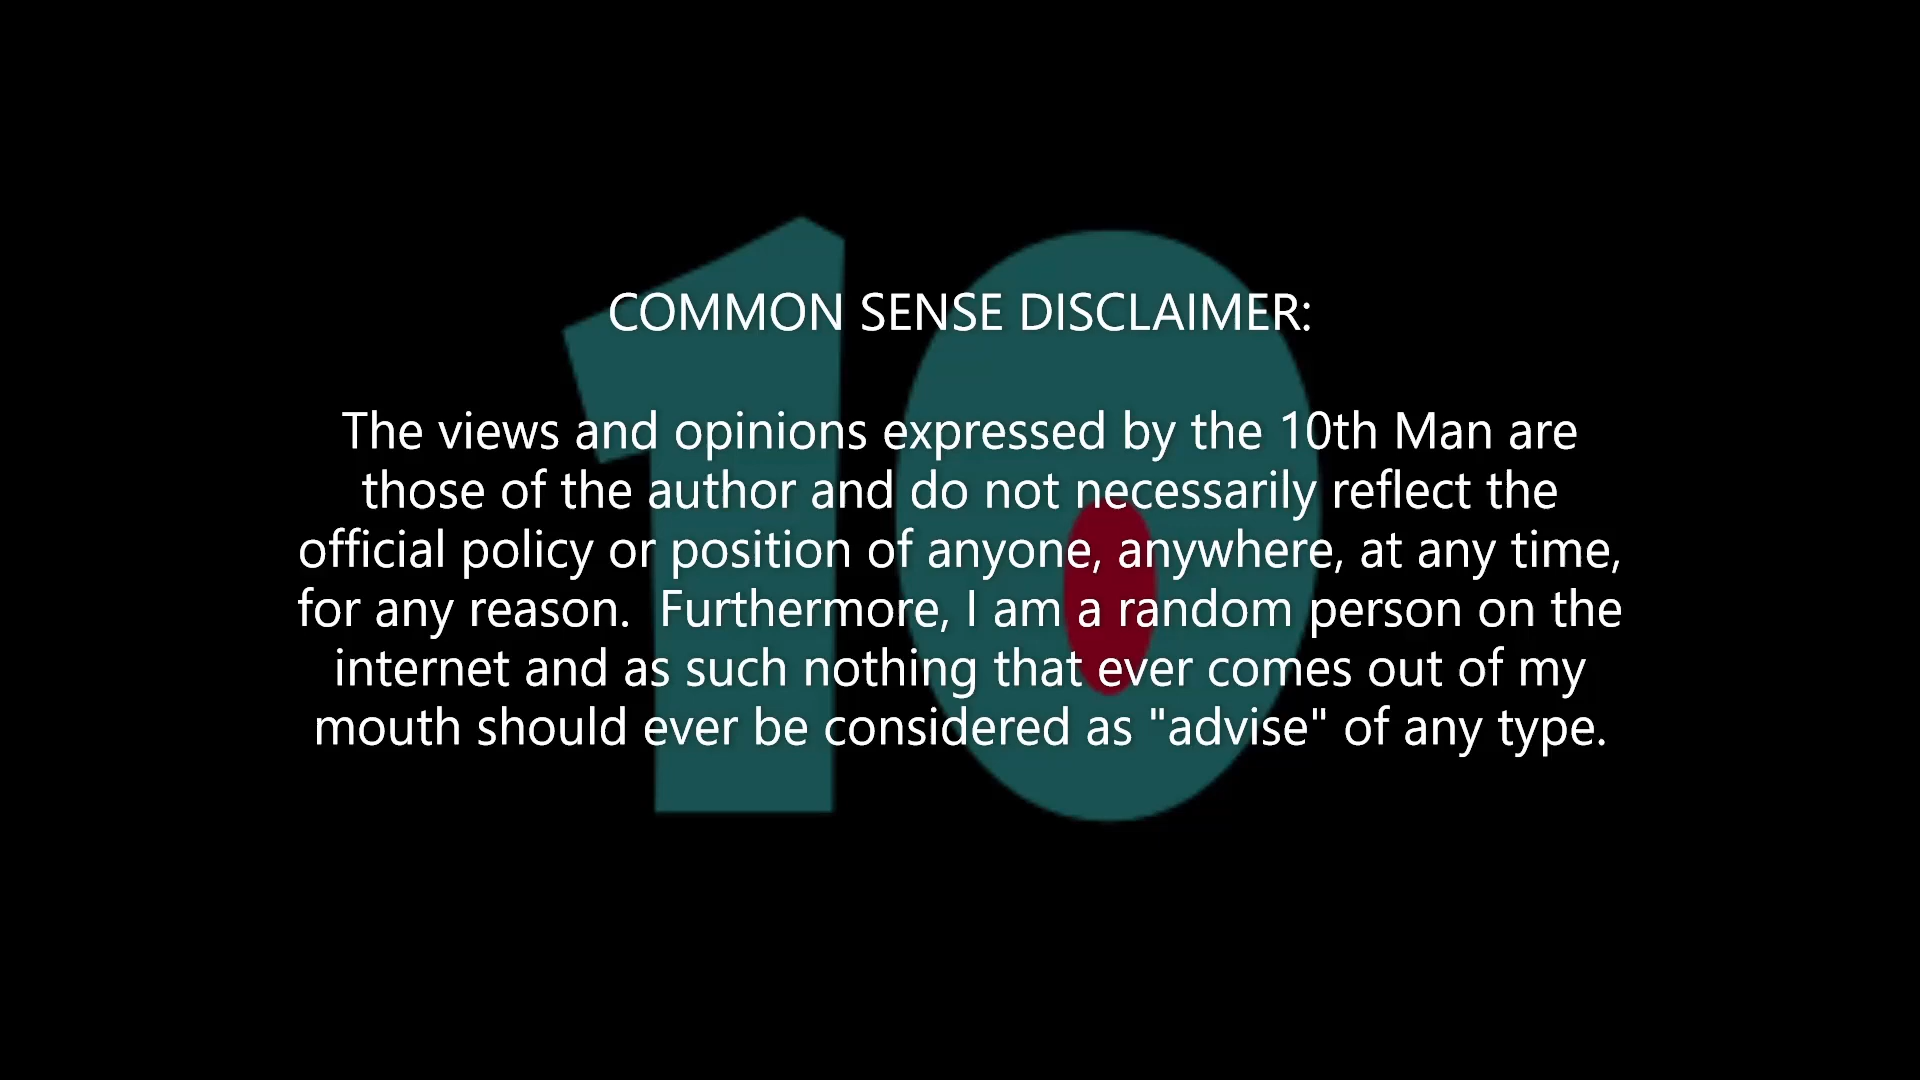 COMMON SENSE DISCLAIMER:
The views and opinions expressed by the 10th Man are
those of the author and do not necessarily reflect the
official policy or position of anyone, anywhere, at any time,
for any reason.  Furthermore, I am a random person on the
internet and as such nothing that ever comes out of my
mouth should ever be considered as "advise" of any type.
10